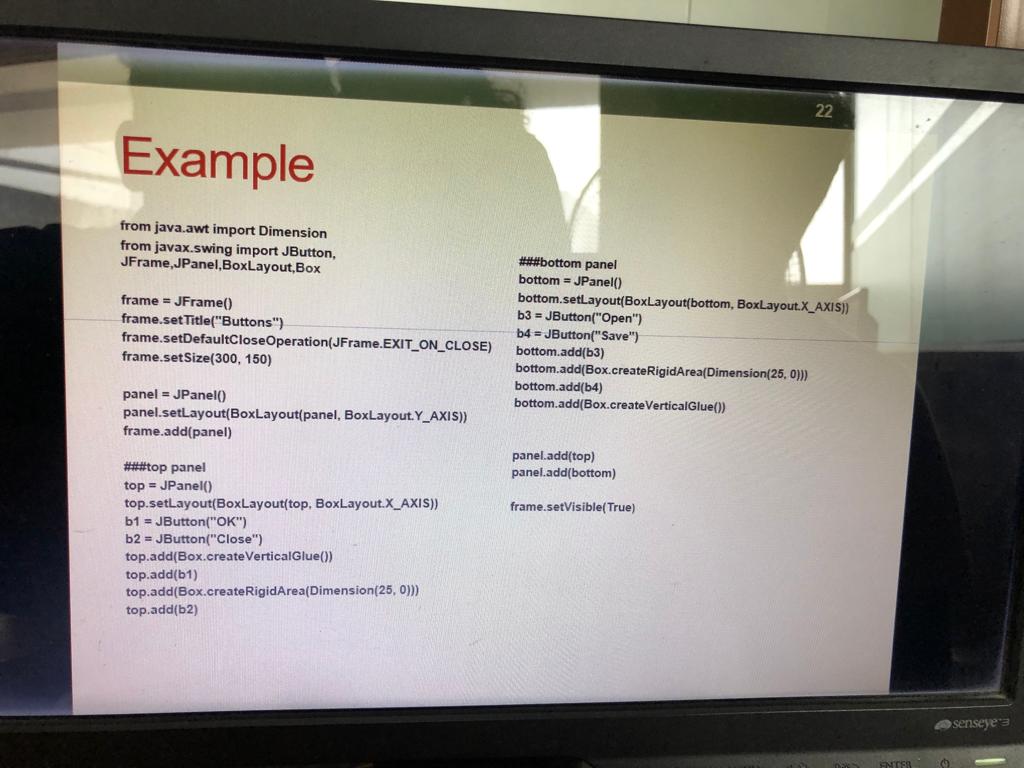 22
Example
from java.awt import Dimension
from javax.swing import JButton,
JFrame,JPanel,BoxLayout,Box
frame = JFrame()
frame.setTitle("Buttons")
frame.setDefaultCloseOperation(JFrame.EXIT_ON_CLOSE)
frame.setSize(300, 150)
panel = JPanel()
panel.setLayout(BoxLayout(panel, BoxLayout.Y_AXIS))
frame.add(panel)
###top panel
top = JPanel()
top.setLayout(BoxLayout(top, BoxLayout.X_AXIS))
b1 = JButton("OK")
b2 = JButton("Close")
top.add(Box.createVerticalGlue())
top.add(b1)
top.add(Box.createRigidArea(Dimension(25, 0)))
top.add(b2)
###bottom panel
bottom = JPanel()
bottom.setLayout(BoxLayout(bottom, BoxLayout.X_AXIS))
b3 = JButton("Open")
b4 = JButton("Save")
bottom.add(b3)
bottom.add(Box.createRigidArea(Dimension(25, 0)))
bottom.add(b4)
bottom.add(Box.createVerticalGlue())
panel.add(top)
panel.add(bottom)
frame.setVisible(True)
senseye 3
ENTER